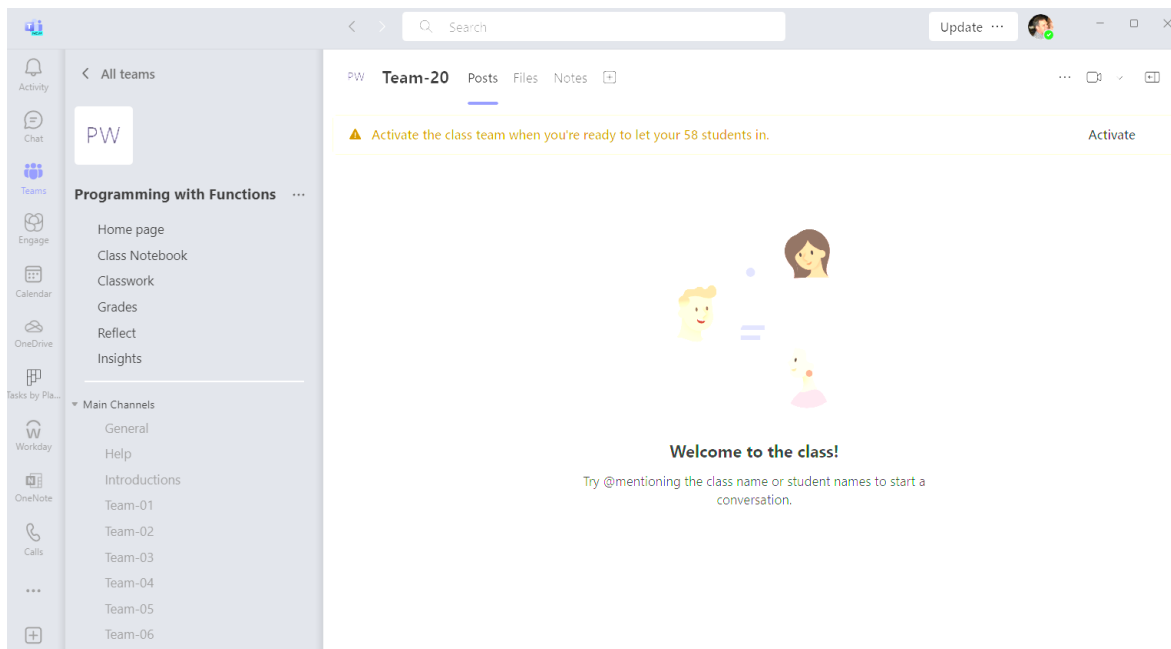 Search
Update ···
Activity
Chat
Teams
Engage
Calendar
OneDrive
Tasks by Pla...
Workday
OneNote
Calls
All teams
PW
Programming with Functions ···
Home page
Class Notebook
Classwork
Grades
Reflect
Insights
Main Channels
General
Help
Introductions
Team-01
Team-02
Team-03
Team-04
Team-05
Team-06
PW Team-20 Posts Files Notes
Activate the class team when you're ready to let your 58 students in. Activate
Welcome to the class!
Try @mentioning the class name or student names to start a
conversation.